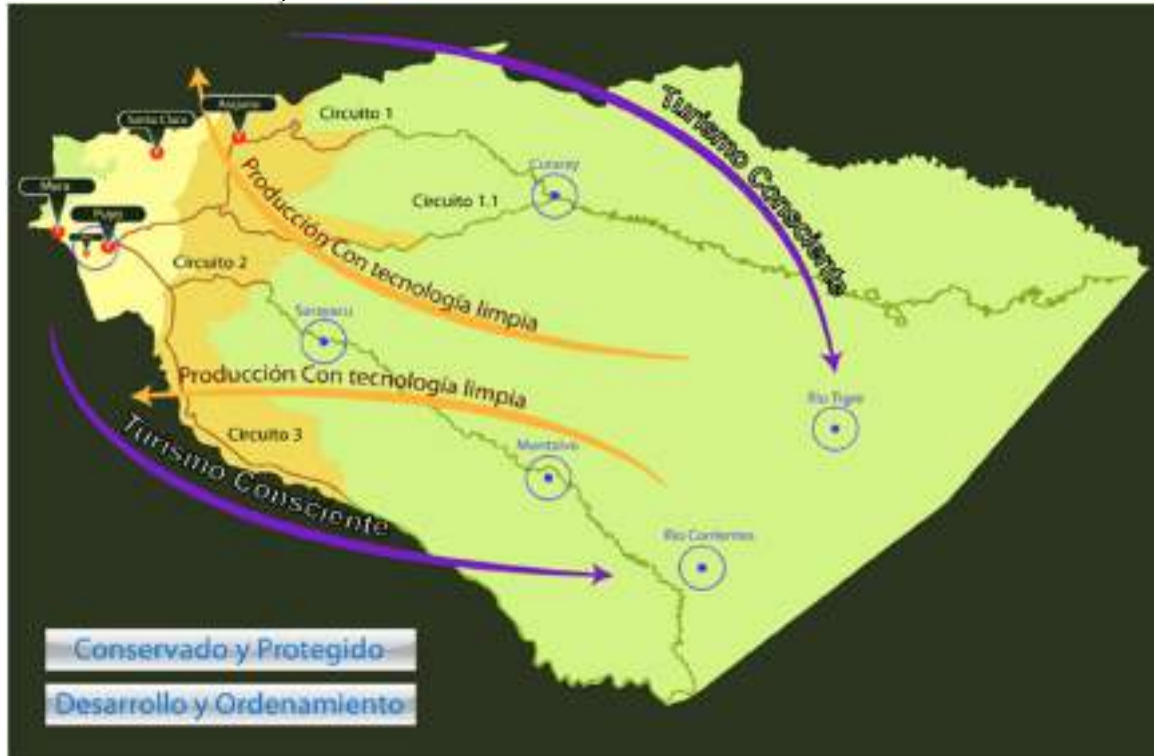 Turismo Consciente
Circuito 1
Arajuno
Santa Clara
Curaray
Producción Con tecnología limpia
Mera
Puyo
Circuito 1.1
Circuito 2
Sarayacu
Producción Con tecnología limpia
Río Tigre
Circuito 3
Turismo Consciente
Montalvo
Río Corrientes
Conservado y Protegido
Desarrollo y Ordenamiento